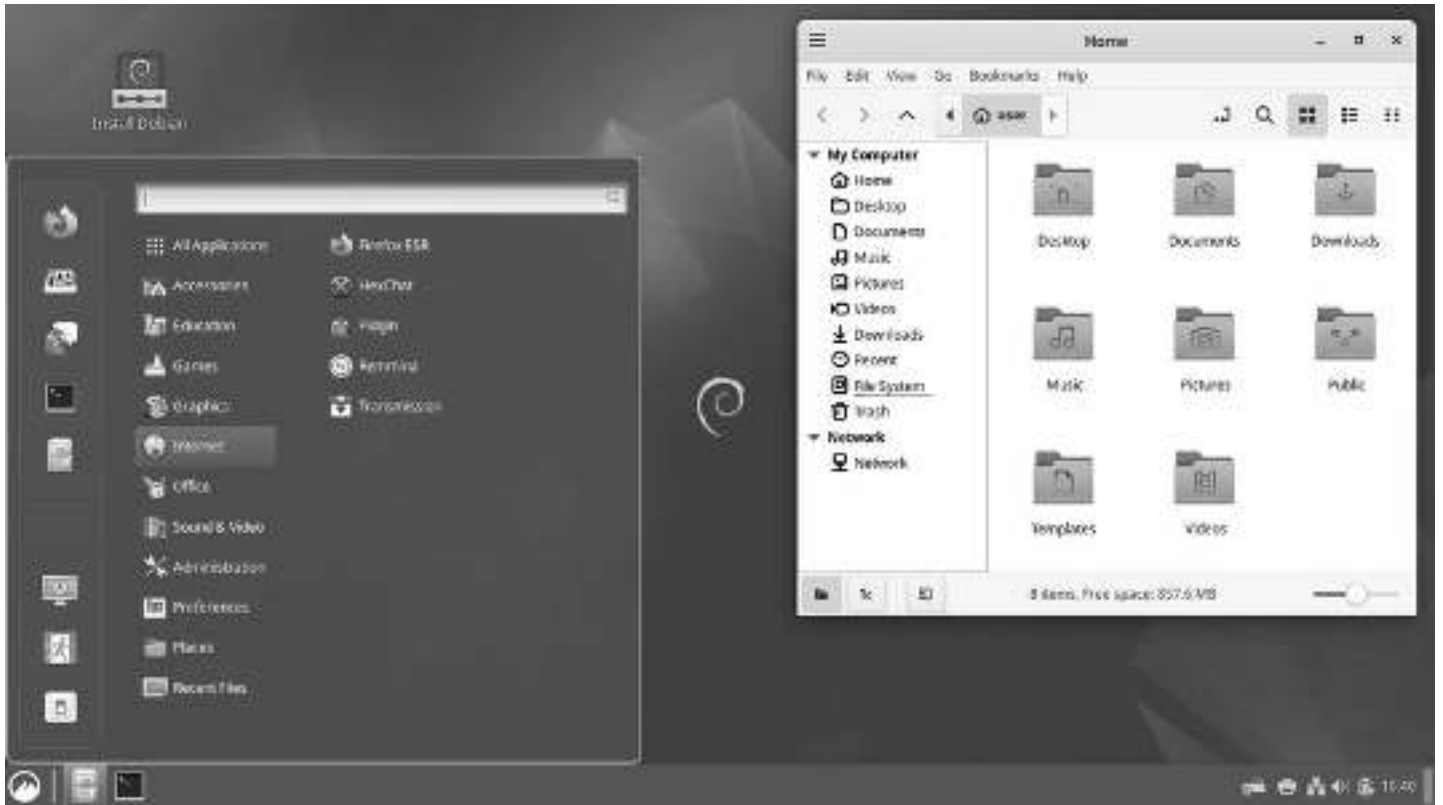 Install Debian
All Applications
Accessories
Education
Games
Graphics
Internet
Office
Sound & Video
Administration
Preferences
Places
Recent Files
Firefox ESR
HexChat
Pidgin
Remmina
Transmission
Home
File Edit View Go Bookmarks Help
user
My Computer
Home
Desktop
Documents
Music
Pictures
Videos
Downloads
Recent
File System
Trash
Network
Network
Desktop Documents Downloads
Music Pictures Public
Templates Videos
8 items, Free space: 857.6 MB